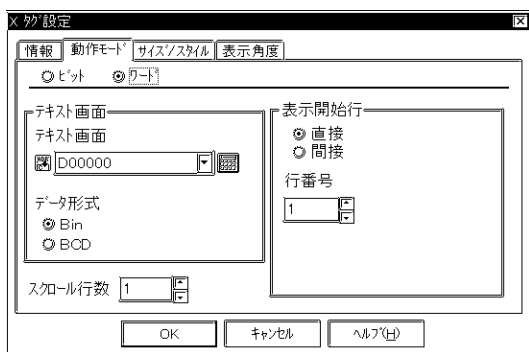 X ﾀｸﾞ設定
情報 動作ﾓｰﾄﾞ ｻｲｽﾞ/ｽﾀｲﾙ 表示角度
ﾋﾞｯﾄ ﾜｰﾄﾞ
ﾃｷｽﾄ画面
ﾃｷｽﾄ画面
D00000
ﾃﾞｰﾀ形式
Bin
BCD
ｽｸﾛｰﾙ行数 1
表示開始行
直接
間接
行番号
1
OK ｷｬﾝｾﾙ ﾍﾙﾌﾟ(H)